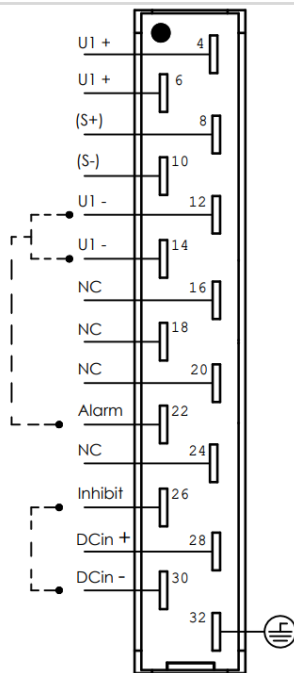 U1 + 4
U1 + 6
(S+) 8
(S-) 10
U1 - 12
U1 - 14
NC 16
NC 18
NC 20
Alarm 22
NC 24
Inhibit 26
DCin + 28
DCin - 30
32